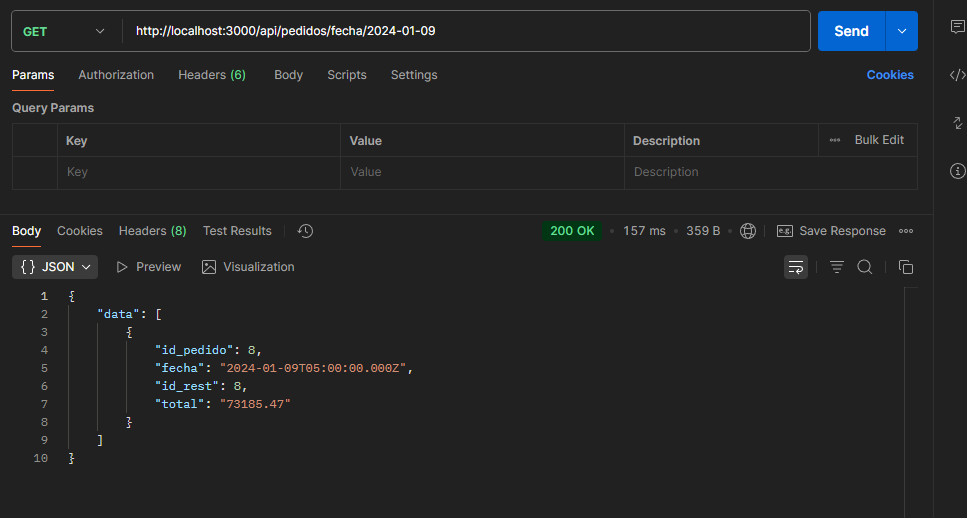 GET http://localhost:3000/api/pedidos/fecha/2024-01-09 Send
Params Authorization Headers (6) Body Scripts Settings Cookies
Query Params
Key Value Description Bulk Edit
Key Value Description
Body Cookies Headers (8) Test Results 200 OK 157 ms 359 B e.g. Save Response
{} JSON Preview Visualization
1 {
2 "data": [
3 {
4 "id_pedido": 8,
5 "fecha": "2024-01-09T05:00:00.000Z",
6 "id_rest": 8,
7 "total": "73185.47"
8 }
9 ]
10 }